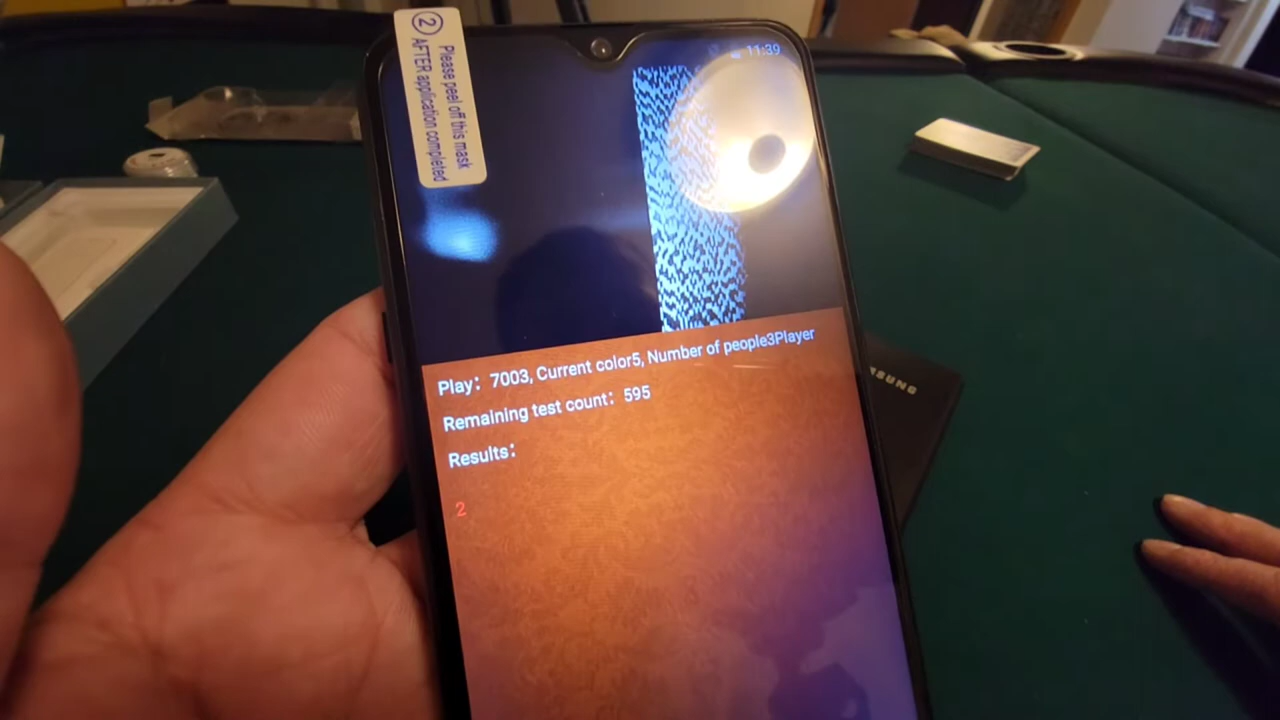 ② Please peel off this mask
AFTER application completed
11:39
Play：7003, Current color5, Number of people3Player
Remaining test count：595
Results：
2
SUNG